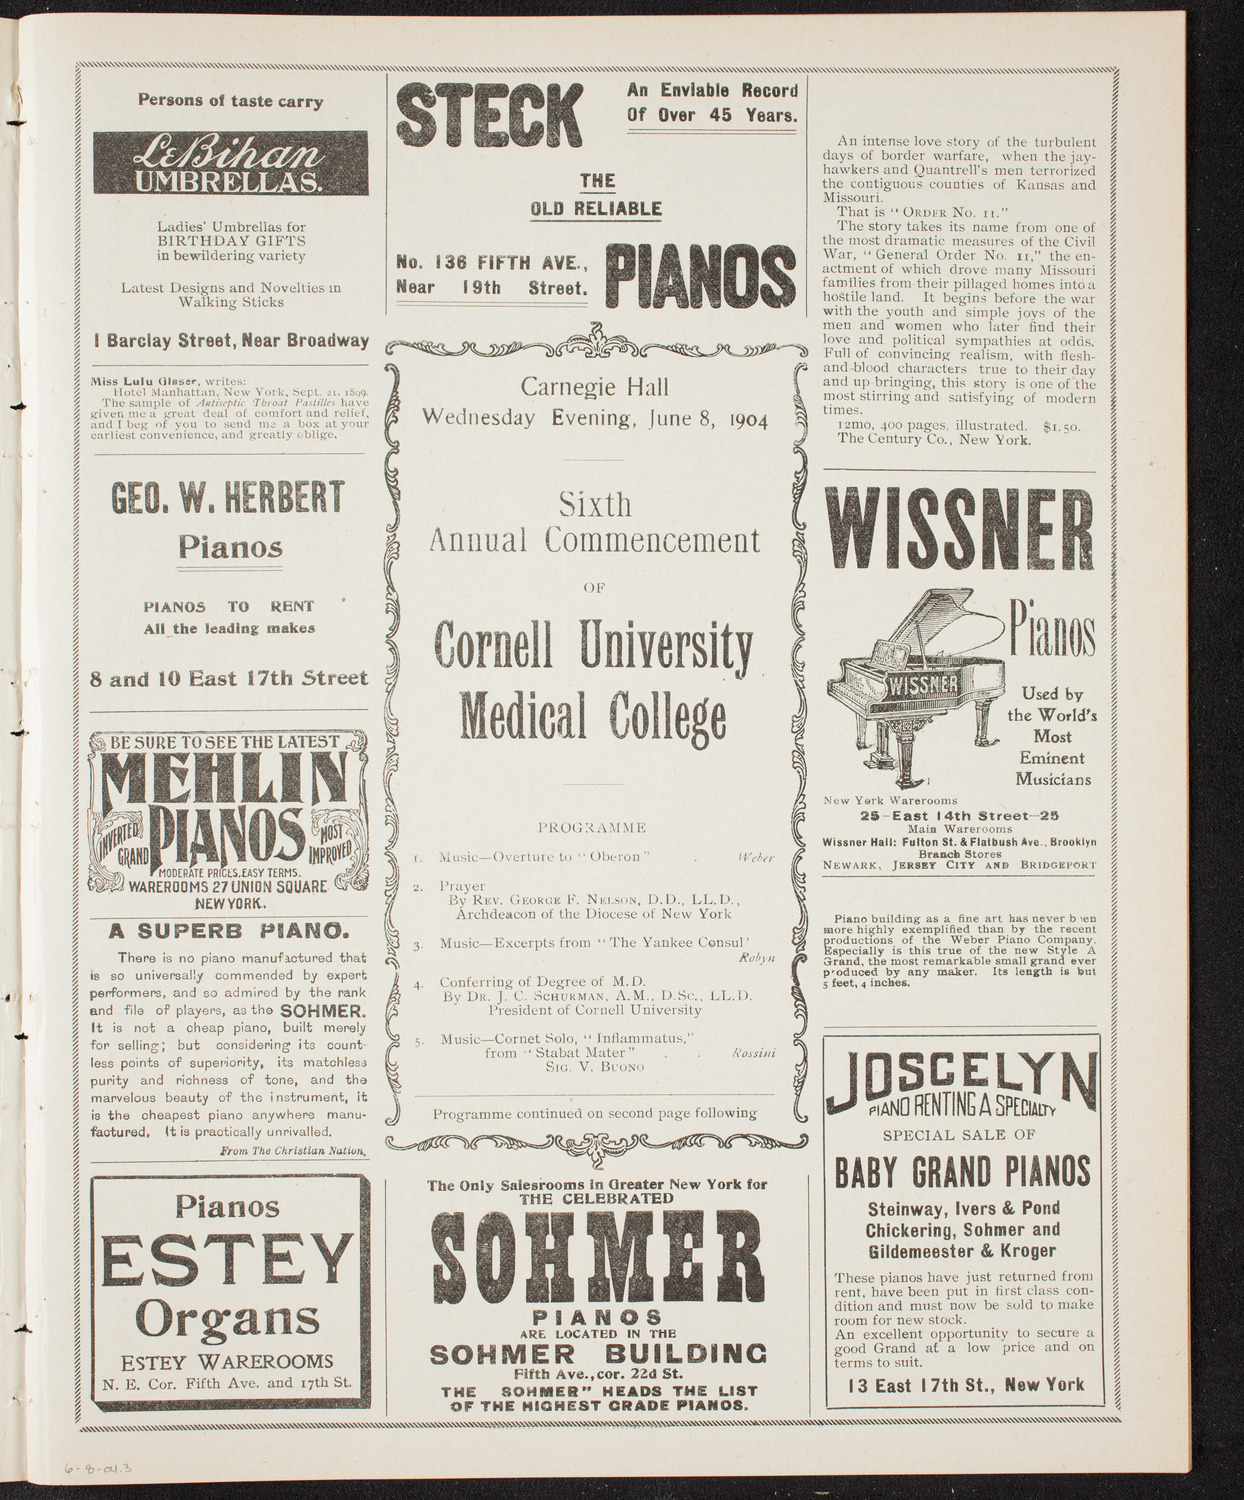 Persons of taste carry
LeBihan
UMBRELLAS.
Ladies' Umbrellas for
BIRTHDAY GIFTS
in bewildering variety
Latest Designs and Novelties in
Walking Sticks
1 Barclay Street, Near Broadway
Miss Lulu Glaser, writes:
Hotel Manhattan, New York, Sept. 21, 1899.
The sample of Antiseptic Throat Pastilles have
given me a great deal of comfort and relief,
and I beg of you to send me a box at your
earliest convenience, and greatly oblige,
GEO. W. HERBERT
Pianos
PIANOS TO RENT
All the leading makes
8 and 10 East 17th Street
BE SURE TO SEE THE LATEST
MEHLIN
INVERTED GRAND
PIANOS
MOST IMPROVED
MODERATE PRICES. EASY TERMS.
WAREROOMS 27 UNION SQUARE
NEW YORK.
A SUPERB PIANO.
There is no piano manufactured that
is so universally commended by expert
performers, and so admired by the rank
and file of players, as the SOHMER.
It is not a cheap piano, built merely
for selling; but considering its count-
less points of superiority, its matchless
purity and richness of tone, and the
marvelous beauty of the instrument, it
is the cheapest piano anywhere manu-
factured. It is practically unrivalled.
From The Christian Nation.
Pianos
ESTEY
Organs
ESTEY WAREROOMS
N. E. Cor. Fifth Ave. and 17th St.
STECK
An Enviable Record
Of Over 45 Years.
THE
OLD RELIABLE
No. 136 FIFTH AVE.,
Near 19th Street.
PIANOS
Carnegie Hall
Wednesday Evening, June 8, 1904
Sixth
Annual Commencement
OF
Cornell University
Medical College
PROGRAMME
1. Music—Overture to "Oberon" . Weber
2. Prayer
By REV. GEORGE F. NELSON, D.D., LL.D.,
Archdeacon of the Diocese of New York
3. Music—Excerpts from "The Yankee Consul'
Robyn
4. Conferring of Degree of M.D.
By DR. J. C. SCHURMAN, A.M., D.Sc., LL.D.
President of Cornell University
5. Music—Cornet Solo, "Inflammatus,"
from "Stabat Mater" . . Rossini
SIG. V. BUONO
Programme continued on second page following
The Only Salesrooms in Greater New York for
THE CELEBRATED
SOHMER
PIANOS
ARE LOCATED IN THE
SOHMER BUILDING
Fifth Ave., cor. 22d St.
THE SOHMER" HEADS THE LIST
OF THE HIGHEST GRADE PIANOS.
An intense love story of the turbulent
days of border warfare, when the jay-
hawkers and Quantrell's men terrorized
the contiguous counties of Kansas and
Missouri.
That is "ORDER NO. 11."
The story takes its name from one of
the most dramatic measures of the Civil
War, "General Order No. 11," the en-
actment of which drove many Missouri
families from their pillaged homes into a
hostile land. It begins before the war
with the youth and simple joys of the
men and women who later find their
love and political sympathies at odds.
Full of convincing realism, with flesh-
and-blood characters true to their day
and up bringing, this story is one of the
most stirring and satisfying of modern
times.
12mo, 400 pages, illustrated. $1.50.
The Century Co., New York.
WISSNER
Pianos
WISSNER
Used by
the World's
Most
Eminent
Musicians
New York Warerooms
25-East 14th Street-25
Main Warerooms
Wissner Hall: Fulton St. & Flatbush Ave., Brooklyn
Branch Stores
NEWARK, JERSEY CITY AND BRIDGEPORT
Piano building as a fine art has never been
more highly exemplified than by the recent
productions of the Weber Piano Company.
Especially is this true of the new Style A
Grand, the most remarkable small grand ever
produced by any maker. Its length is but
5 feet, 4 inches.
JOSCELYN
PIANO RENTING A SPECIALTY
SPECIAL SALE OF
BABY GRAND PIANOS
Steinway, Ivers & Pond
Chickering, Sohmer and
Gildemeester & Kroger
These pianos have just returned from
rent, have been put in first class con-
dition and must now be sold to make
room for new stock.
An excellent opportunity to secure a
good Grand at a low price and on
terms to suit.
13 East 17th St., New York
6-8-04.3